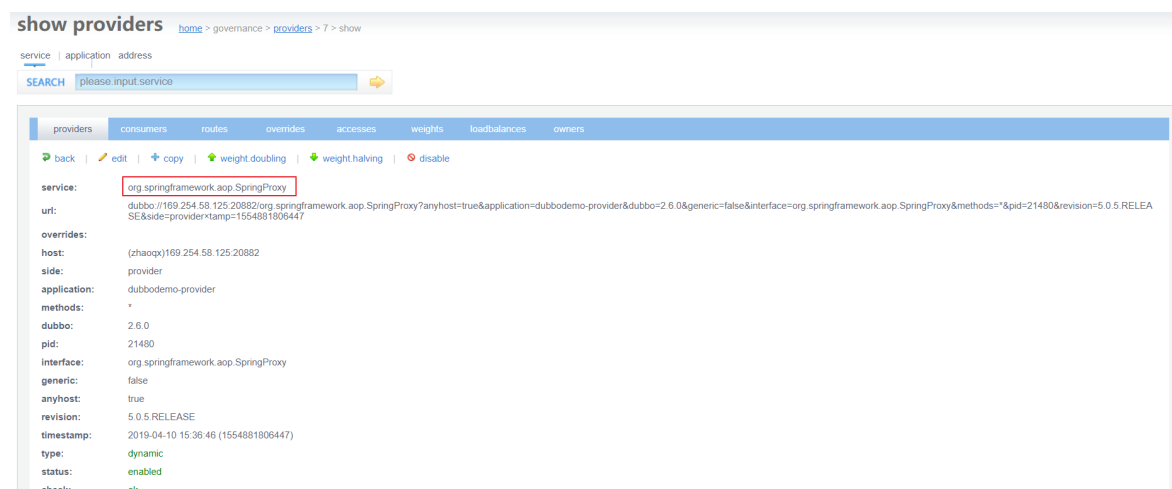 show providers home > governance > providers > 7 > show
service | application address
SEARCH please.input.service
providers consumers routes overrides accesses weights loadbalances owners
back | edit | copy | weight.doubling | weight.halving | disable
service: org.springframework.aop.SpringProxy
url: dubbo://169.254.58.125:20882/org.springframework.aop.SpringProxy?anyhost=true&application=dubbodemo-provider&dubbo=2.6.0&generic=false&interface=org.springframework.aop.SpringProxy&methods=*&pid=21480&revision=5.0.5.RELEA
SE&side=provider×tamp=1554881806447
overrides:
host: (zhaoqx)169.254.58.125:20882
side: provider
application: dubbodemo-provider
methods: *
dubbo: 2.6.0
pid: 21480
interface: org.springframework.aop.SpringProxy
generic: false
anyhost: true
revision: 5.0.5.RELEASE
timestamp: 2019-04-10 15:36:46 (1554881806447)
type: dynamic
status: enabled